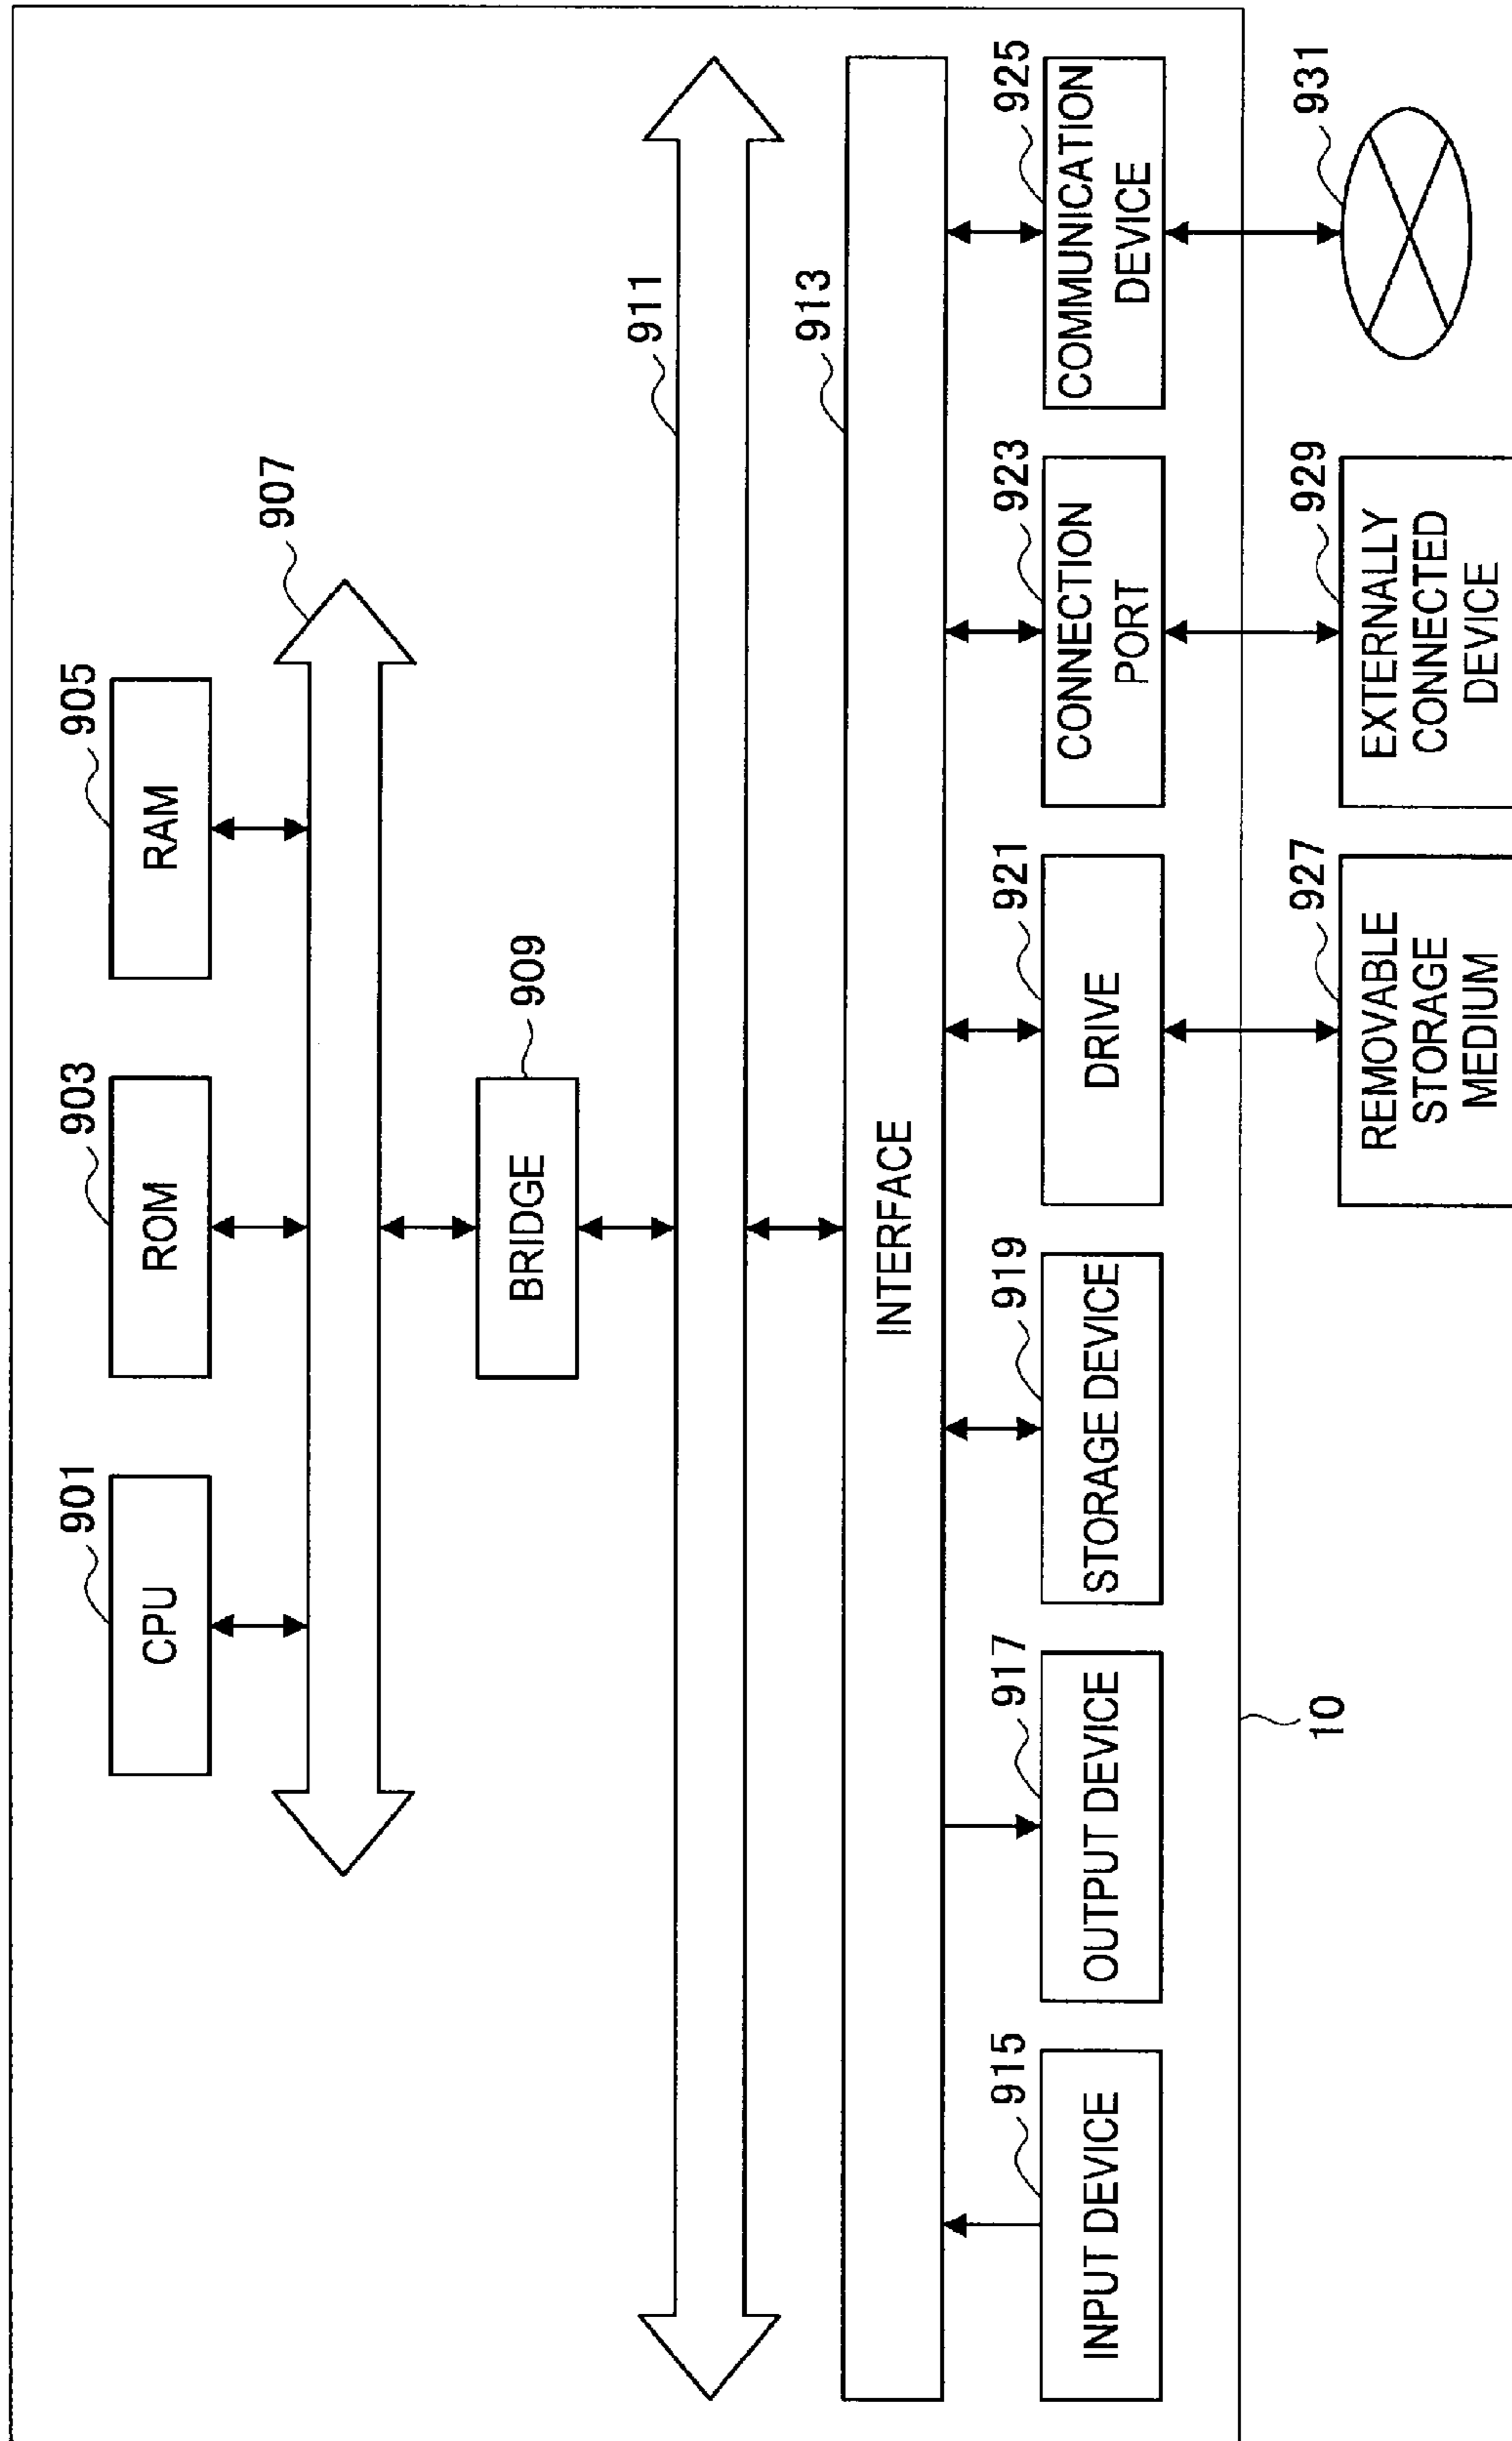 901
903
905
CPU
ROM
RAM
907
909
BRIDGE
911
913
INTERFACE
915
917
919
921
923
925
INPUT DEVICE
OUTPUT DEVICE
STORAGE DEVICE
DRIVE
CONNECTION
PORT
COMMUNICATION
DEVICE
10
927
929
931
REMOVABLE
STORAGE
MEDIUM
EXTERNALLY
CONNECTED
DEVICE